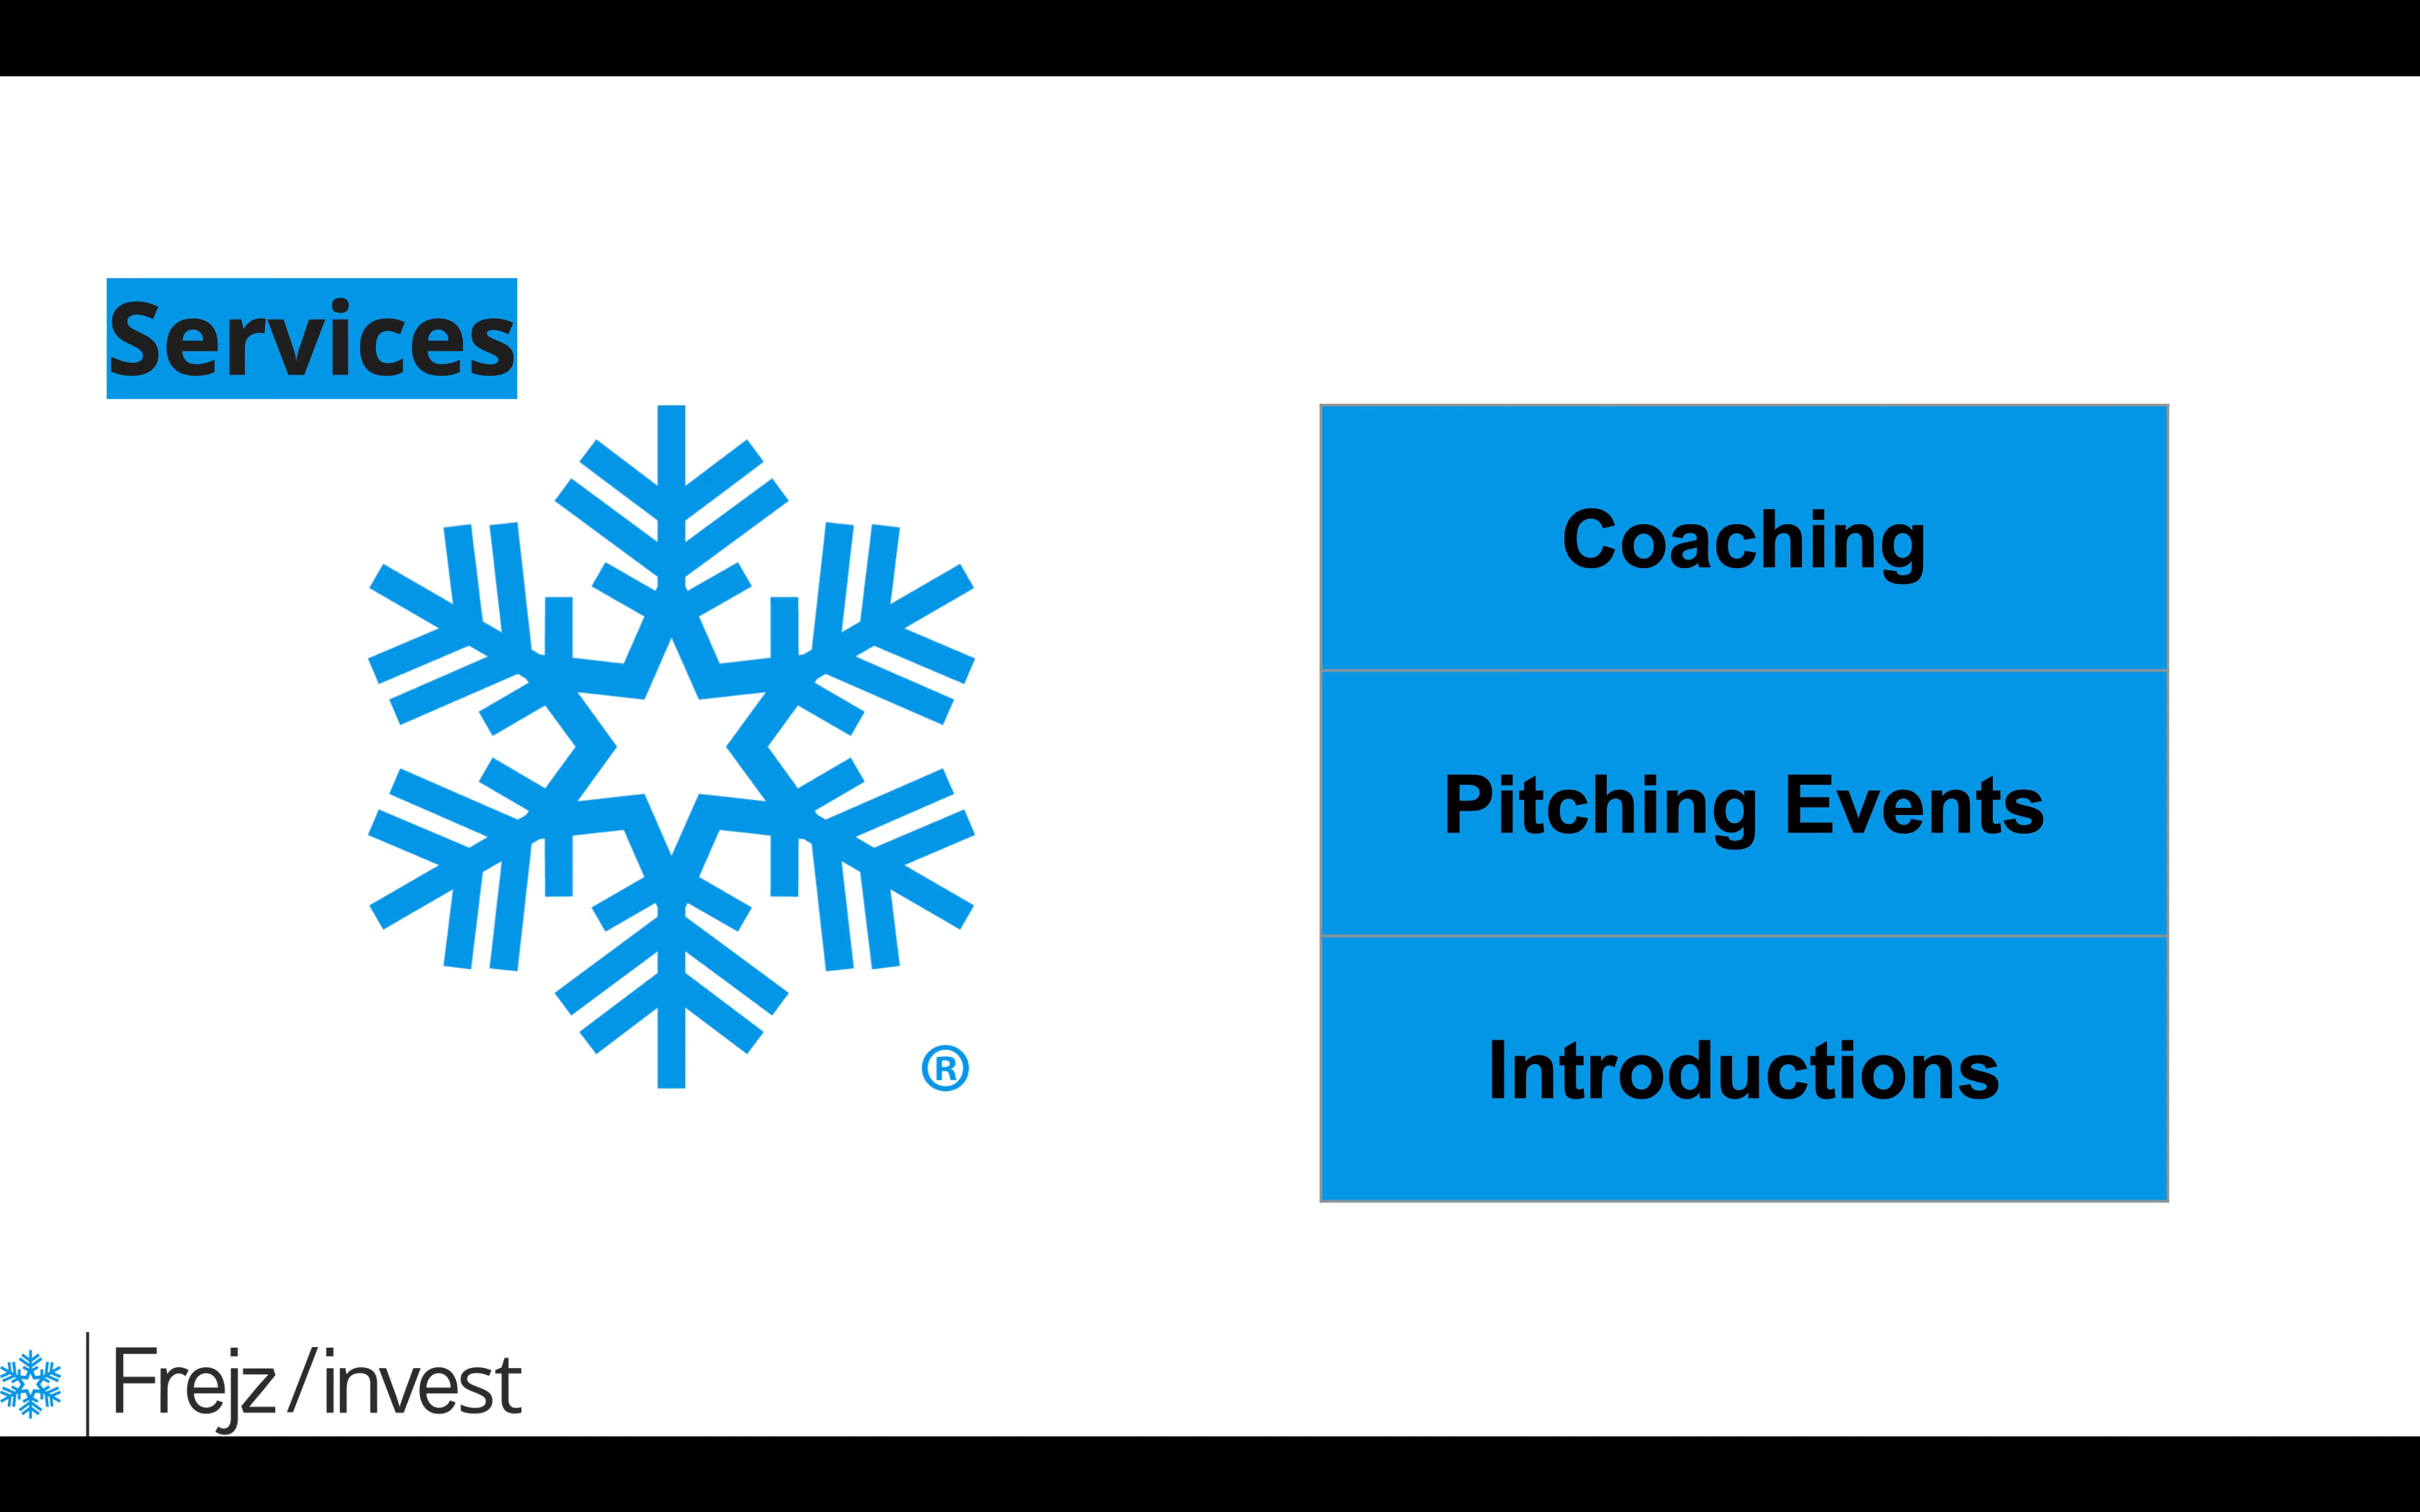 Services
Coaching
Pitching Events
Introductions
®
Frejz/invest